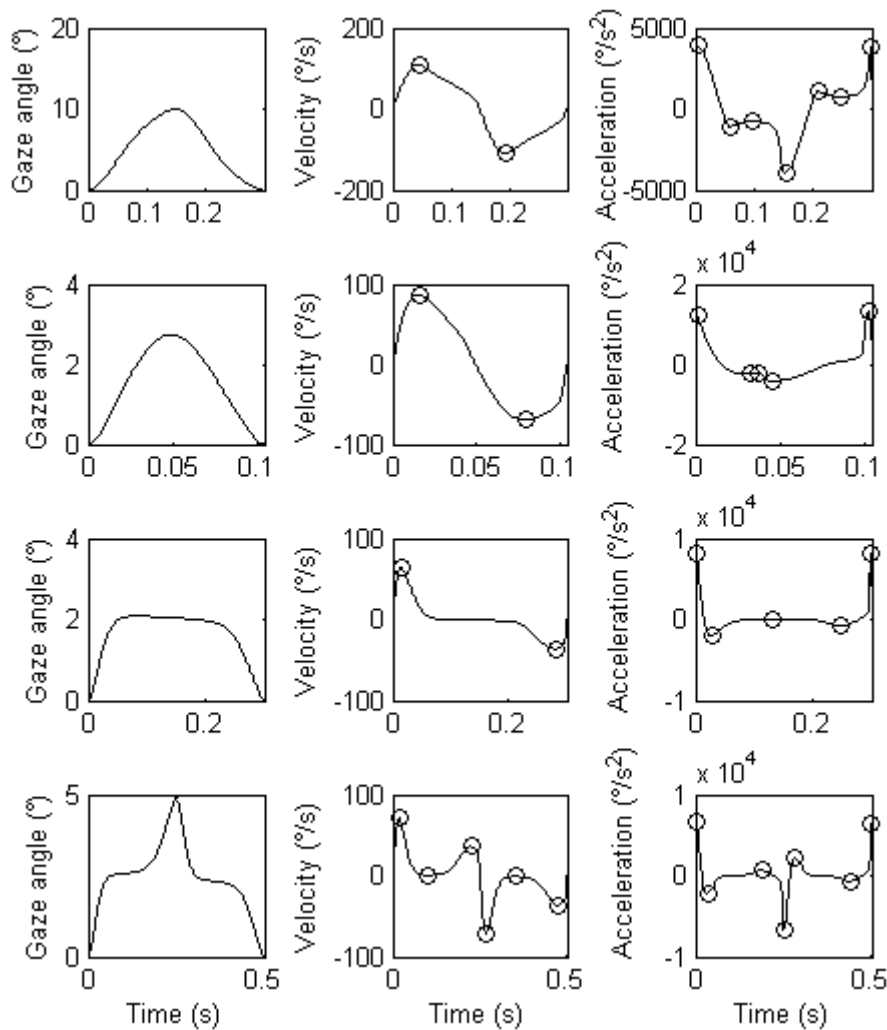 Gaze angle (°)
20
10
0
0 0.1 0.2
Velocity (°/s)
200
0
-200
0 0.1 0.2
Acceleration (°/s²)
5000
0
-5000
0 0.1 0.2
Gaze angle (°)
4
2
0
0 0.05 0.1
Velocity (°/s)
100
0
-100
0 0.05 0.1
Acceleration (°/s²)
x 10⁴
2
0
-2
0 0.05 0.1
Gaze angle (°)
4
2
0
0 0.2
Velocity (°/s)
100
0
-100
0 0.2
Acceleration (°/s²)
x 10⁴
1
0
-1
0 0.2
Gaze angle (°)
5
0
0 0.5
Time (s)
Velocity (°/s)
100
0
-100
0 0.5
Time (s)
Acceleration (°/s²)
x 10⁴
1
0
-1
0 0.5
Time (s)